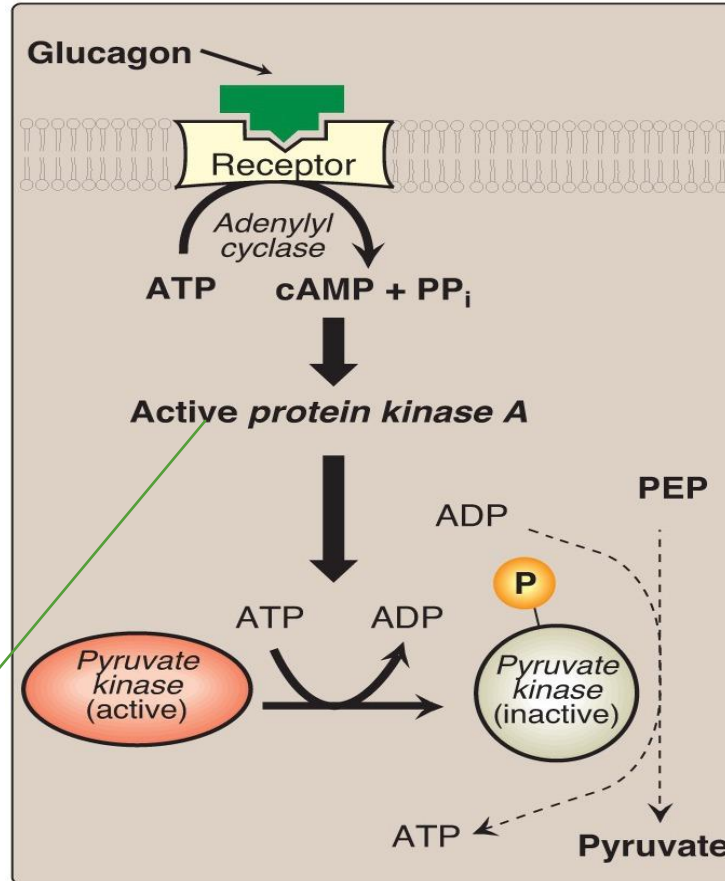 Glucagon
Receptor
Adenylyl
cyclase
ATP
cAMP + PPi
Active protein kinase A
PEP
ADP
P
ATP
ADP
Pyruvate
kinase
(active)
Pyruvate
kinase
(inactive)
ATP
Pyruvate